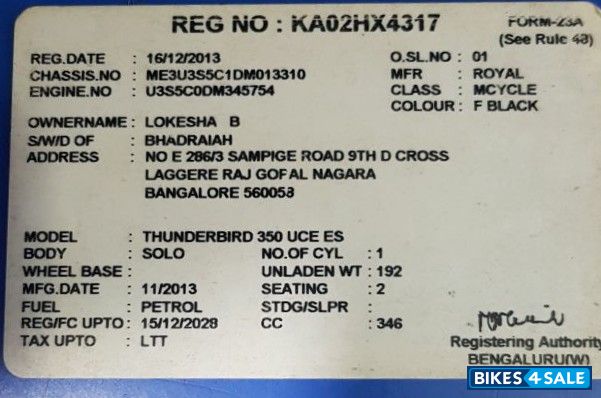 REG NO : KA02HX4317 FORM-23A
(See Rule 48)
REG.DATE : 16/12/2013 O.SL.NO : 01
CHASSIS.NO : ME3U3S5C1DM013310 MFR : ROYAL
ENGINE.NO : U3S5C0DM345754 CLASS : MCYCLE
COLOUR : F BLACK
OWNERNAME : LOKESHA B
S/W/D OF : BHADRAIAH
ADDRESS : NO E 286/3 SAMPIGE ROAD 9TH D CROSS
LAGGERE RAJ GOPAL NAGARA
BANGALORE 560058
MODEL : THUNDERBIRD 350 UCE ES
BODY : SOLO NO.OF CYL : 1
WHEEL BASE : UNLADEN WT : 192
MFG.DATE : 11/2013 SEATING : 2
FUEL : PETROL STDG/SLPR :
REG/FC UPTO : 15/12/2028 CC : 346
TAX UPTO : LTT
Registering Authority
BENGALURU(W)
BIKES4SALE